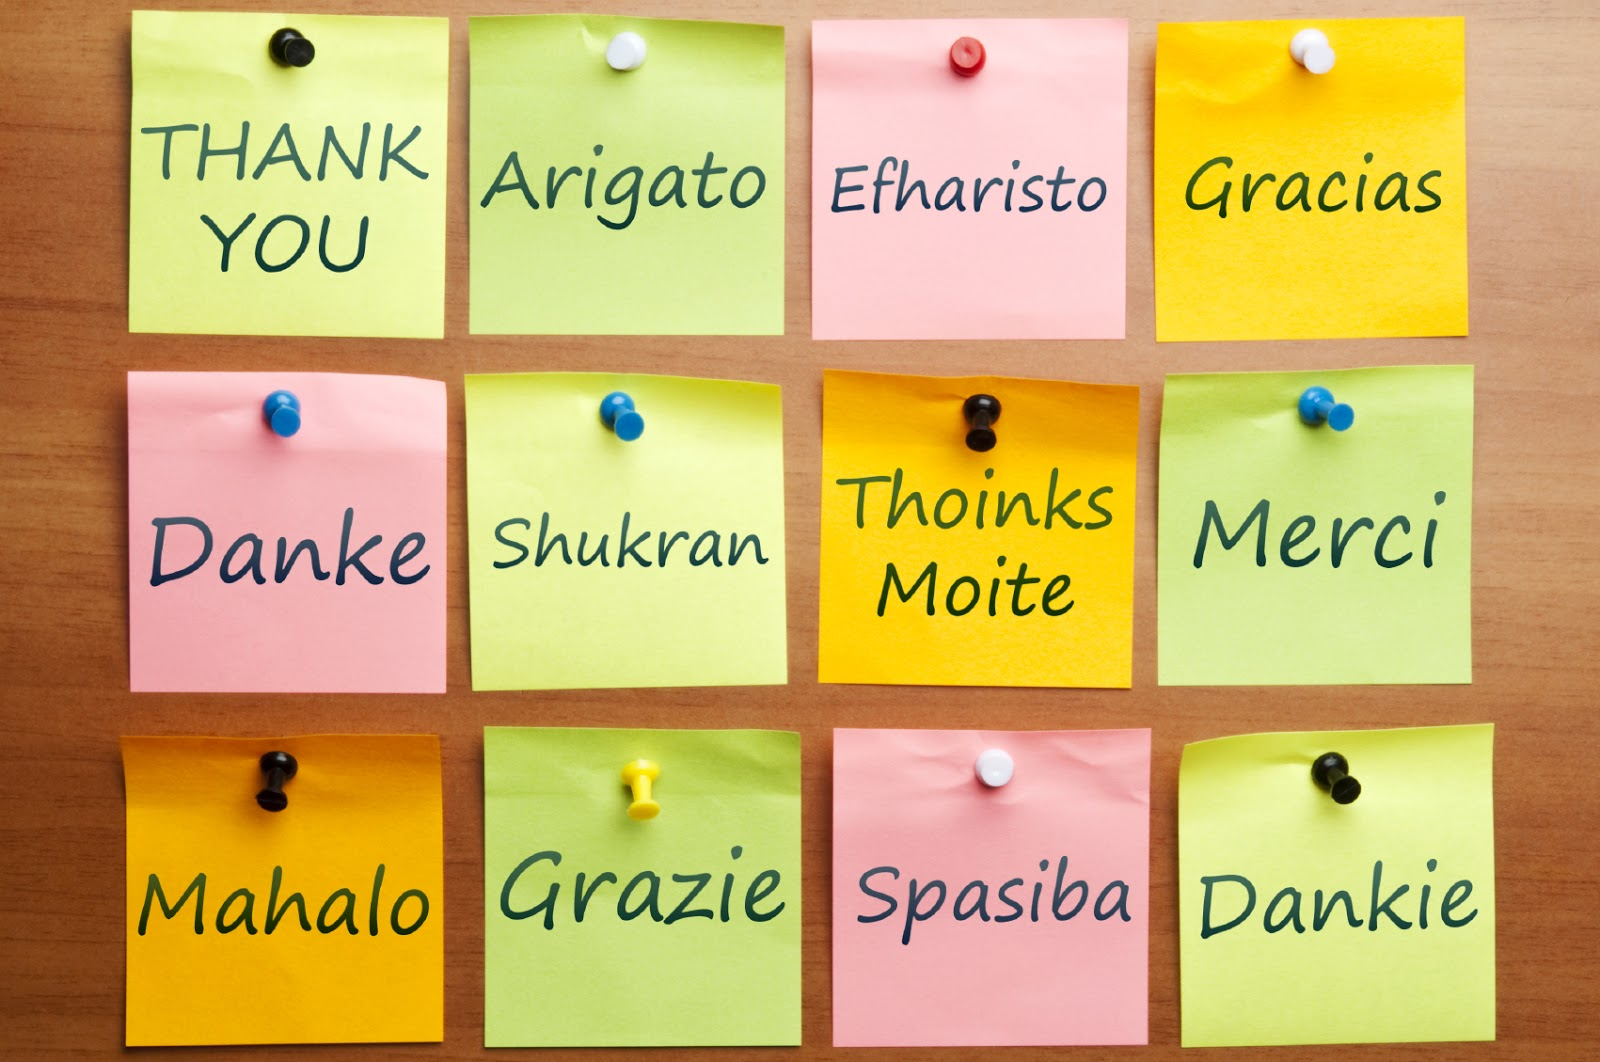 THANK
YOU
Arigato
Efharisto
Gracias
Danke
Shukran
Thoinks
Moite
Merci
Mahalo
Grazie
Spasiba
Dankie